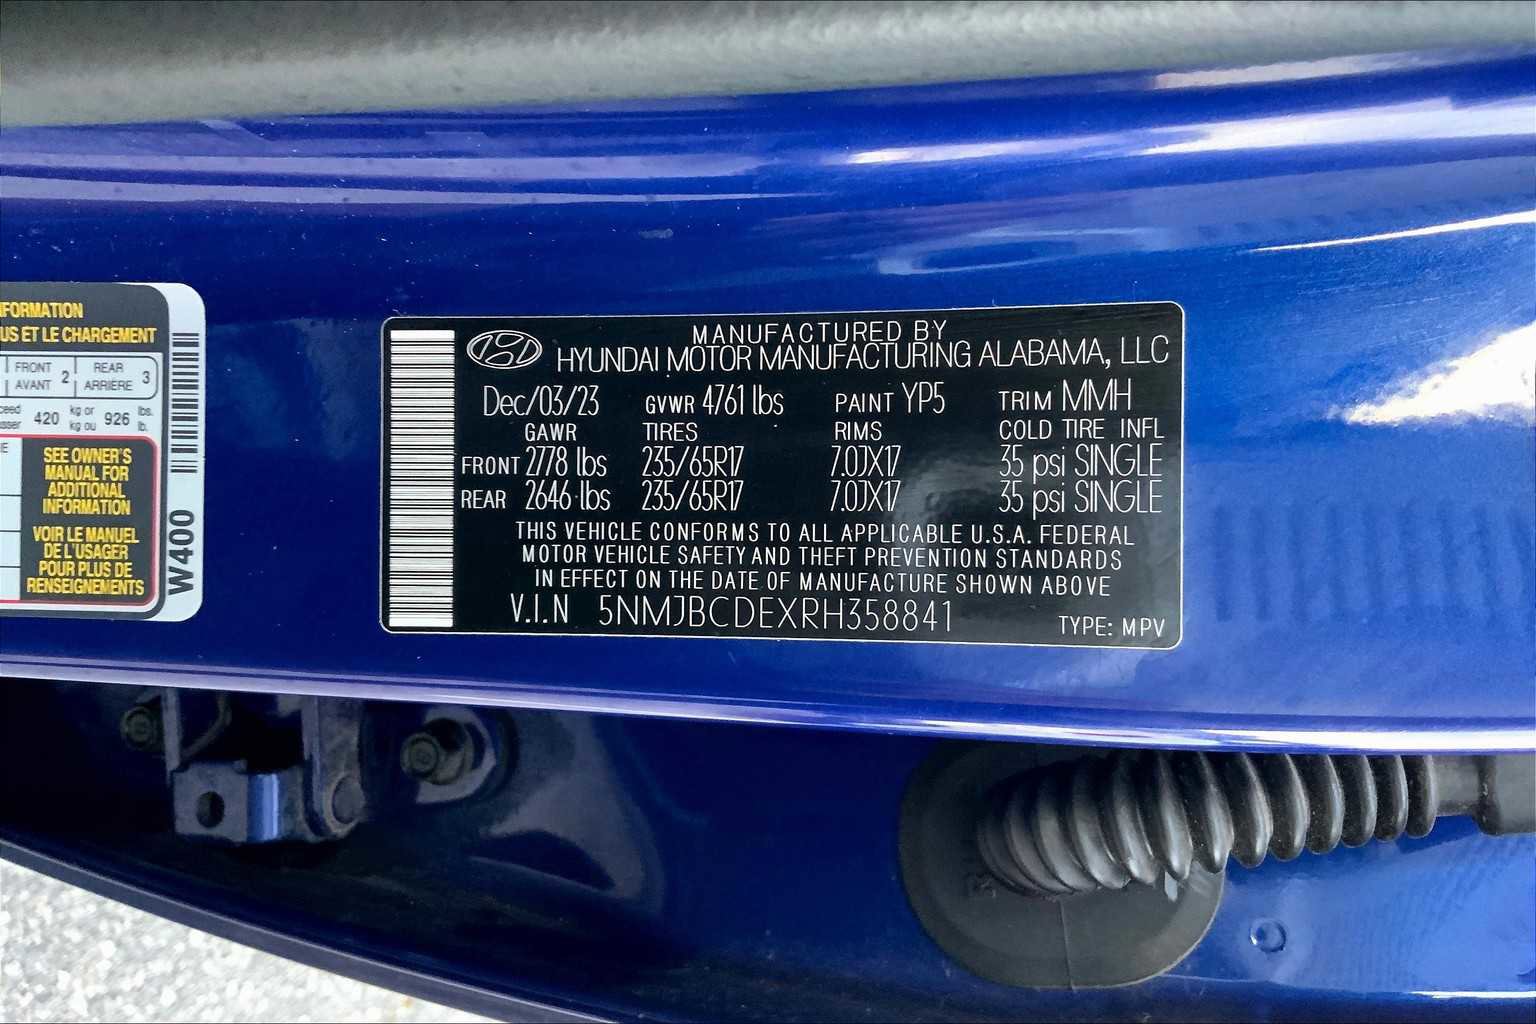 FORMATION
US ET LE CHARGEMENT
FRONT
AVANT 2
REAR
ARRIÈRE 3
420 kg or
kg ou 926 lbs.
lb.
SEE OWNER'S
MANUAL FOR
ADDITIONAL
INFORMATION
VOIR LE MANUEL
DE L'USAGER
POUR PLUS DE
RENSEIGNEMENTS
W400
MANUFACTURED BY
HYUNDAI MOTOR MANUFACTURING ALABAMA, LLC
Dec/03/23 GVWR 4761 lbs PAINT YP5 TRIM MMH
GAWR TIRES RIMS COLD TIRE INFL
FRONT 2778 lbs 235/65R17 7.0JX17 35 psi SINGLE
REAR 2646 lbs 235/65R17 7.0JX17 35 psi SINGLE
THIS VEHICLE CONFORMS TO ALL APPLICABLE U.S.A. FEDERAL
MOTOR VEHICLE SAFETY AND THEFT PREVENTION STANDARDS
IN EFFECT ON THE DATE OF MANUFACTURE SHOWN ABOVE
V.I.N 5NMJBCDEXRH358841
TYPE: MPV